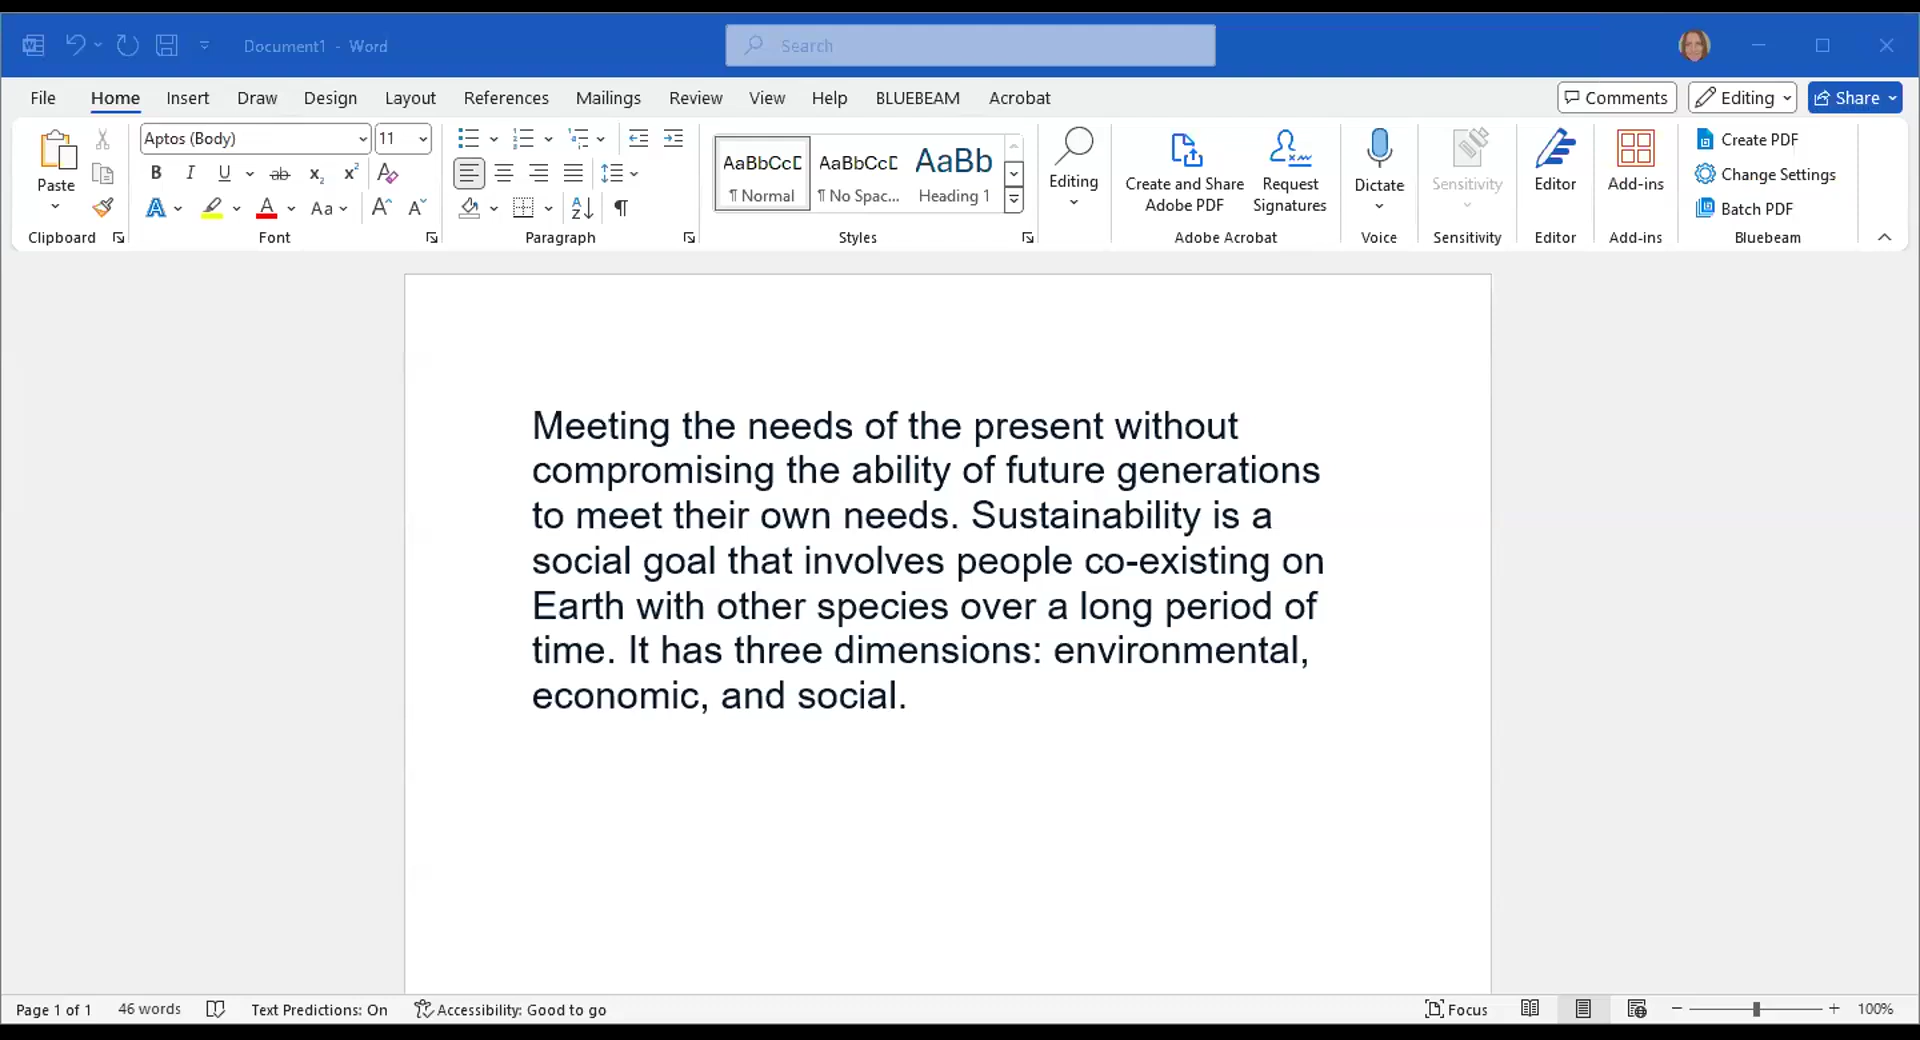 Document1 - Word
Search
File Home Insert Draw Design Layout References Mailings Review View Help BLUEBEAM Acrobat
Comments Editing Share
Paste
Clipboard
Aptos (Body) 11
Font
Paragraph
AaBbCcD AaBbCcD AaBb
¶ Normal ¶ No Spac... Heading 1
Styles
Editing
Create and Share
Adobe PDF
Request
Signatures
Adobe Acrobat
Dictate
Voice
Sensitivity
Sensitivity
Editor
Editor
Add-ins
Add-ins
Create PDF
Change Settings
Batch PDF
Bluebeam
Meeting the needs of the present without
compromising the ability of future generations
to meet their own needs. Sustainability is a
social goal that involves people co-existing on
Earth with other species over a long period of
time. It has three dimensions: environmental,
economic, and social.
Page 1 of 1 46 words Text Predictions: On Accessibility: Good to go Focus 100%